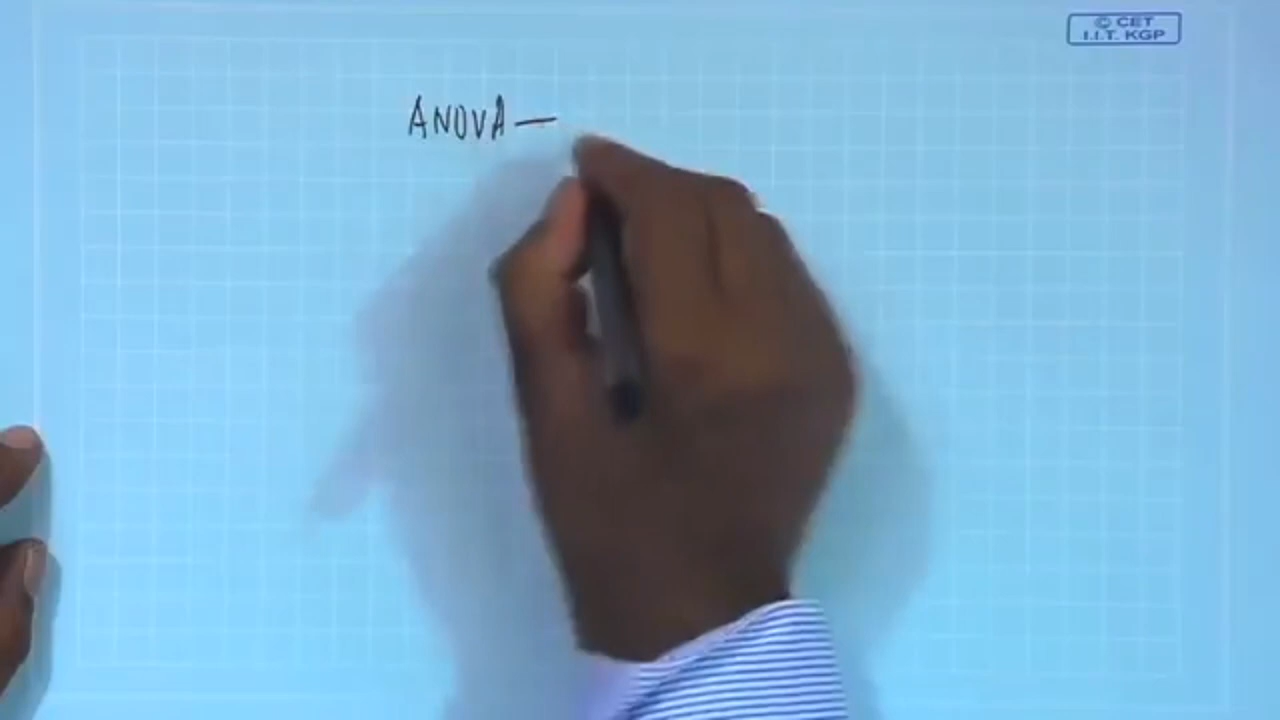 © CET
I.I.T. KGP
ANOVA —